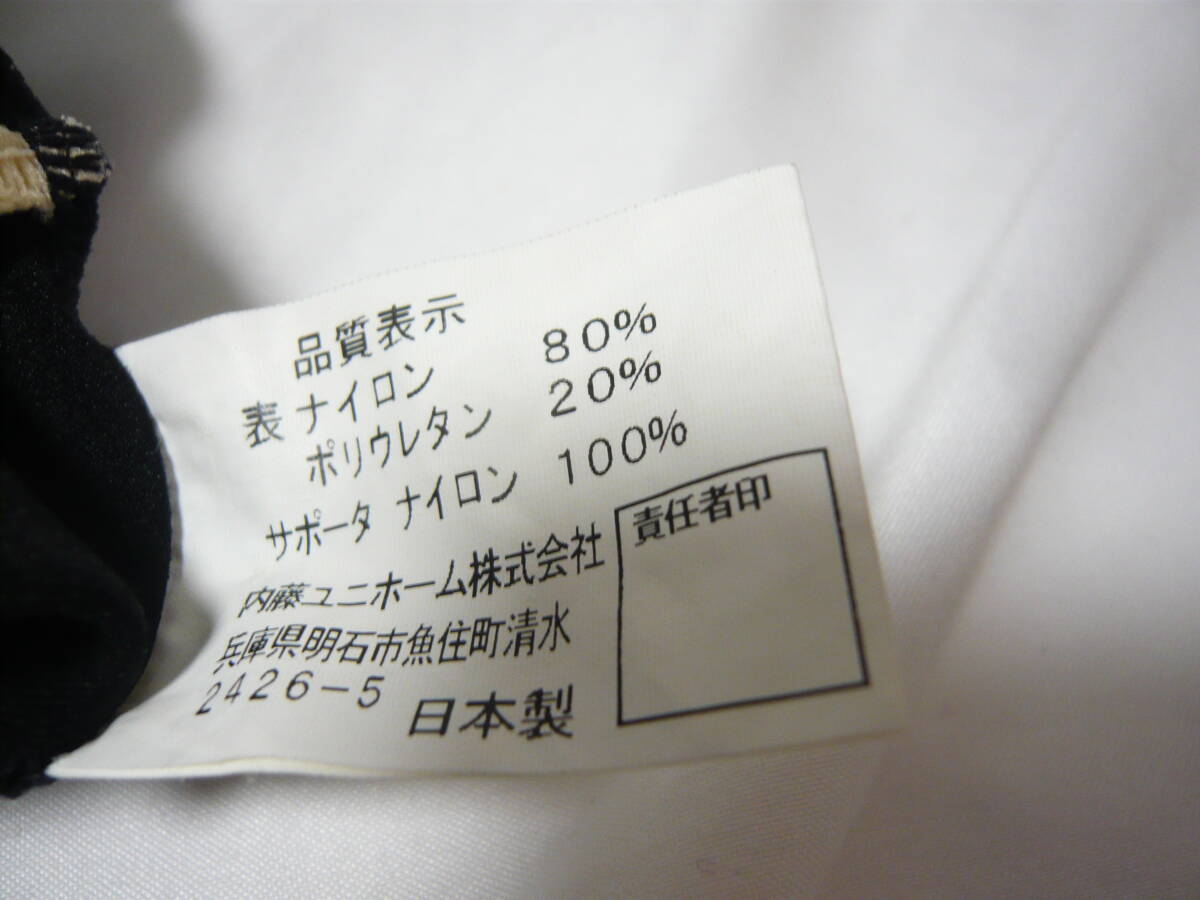 品質表示
表 ナイロン 80%
ポリウレタン 20%
サポータ ナイロン 100%
内藤ユニホーム株式会社
兵庫県明石市魚住町清水
2426-5
日本製
責任者印